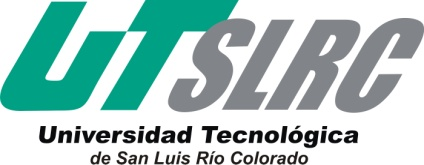 UTSLRC
Universidad Tecnológica
de San Luis Río Colorado